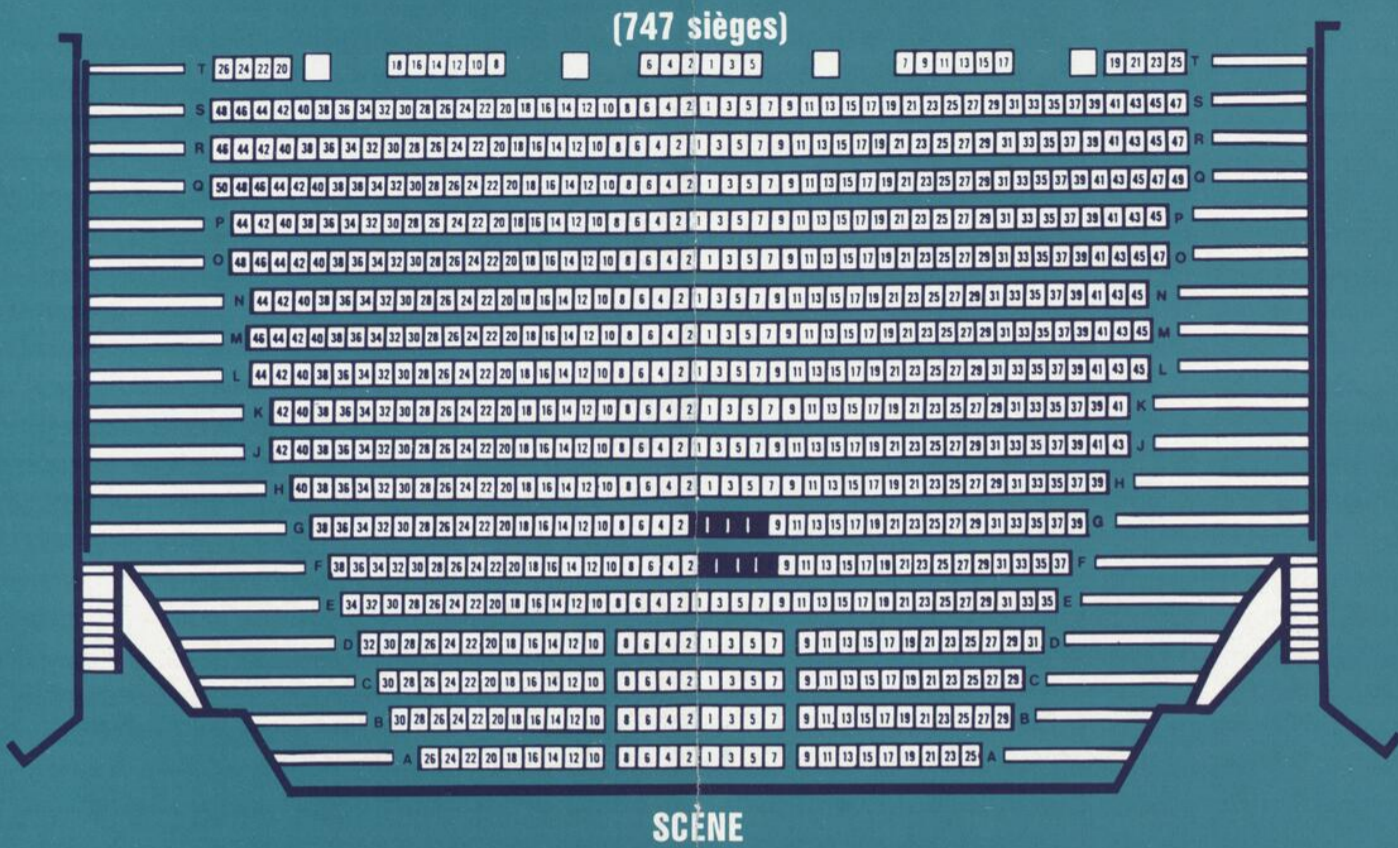 (747 sièges)
T 26 24 22 20 18 16 14 12 10 8 6 4 2 1 3 5 7 9 11 13 15 17 19 21 23 25 T
S 48 46 44 42 40 38 36 34 32 30 28 26 24 22 20 18 16 14 12 10 8 6 4 2 1 3 5 7 9 11 13 15 17 19 21 23 25 27 29 31 33 35 37 39 41 43 45 47 S
R 46 44 42 40 38 36 34 32 30 28 26 24 22 20 18 16 14 12 10 8 6 4 2 1 3 5 7 9 11 13 15 17 19 21 23 25 27 29 31 33 35 37 39 41 43 45 47 R
Q 50 48 46 44 42 40 38 36 34 32 30 28 26 24 22 20 18 16 14 12 10 8 6 4 2 1 3 5 7 9 11 13 15 17 19 21 23 25 27 29 31 33 35 37 39 41 43 45 47 49 Q
P 44 42 40 38 36 34 32 30 28 26 24 22 20 18 16 14 12 10 8 6 4 2 1 3 5 7 9 11 13 15 17 19 21 23 25 27 29 31 33 35 37 39 41 43 45 P
O 48 46 44 42 40 38 36 34 32 30 28 26 24 22 20 18 16 14 12 10 8 6 4 2 1 3 5 7 9 11 13 15 17 19 21 23 25 27 29 31 33 35 37 39 41 43 45 47 O
N 44 42 40 38 36 34 32 30 28 26 24 22 20 18 16 14 12 10 8 6 4 2 1 3 5 7 9 11 13 15 17 19 21 23 25 27 29 31 33 35 37 39 41 43 45 N
M 46 44 42 40 38 36 34 32 30 28 26 24 22 20 18 16 14 12 10 8 6 4 2 1 3 5 7 9 11 13 15 17 19 21 23 25 27 29 31 33 35 37 39 41 43 45 M
L 44 42 40 38 36 34 32 30 28 26 24 22 20 18 16 14 12 10 8 6 4 2 1 3 5 7 9 11 13 15 17 19 21 23 25 27 29 31 33 35 37 39 41 43 45 L
K 42 40 38 36 34 32 30 28 26 24 22 20 18 16 14 12 10 8 6 4 2 1 3 5 7 9 11 13 15 17 19 21 23 25 27 29 31 33 35 37 39 41 K
J 42 40 38 36 34 32 30 28 26 24 22 20 18 16 14 12 10 8 6 4 2 1 3 5 7 9 11 13 15 17 19 21 23 25 27 29 31 33 35 37 39 41 43 J
H 40 38 36 34 32 30 28 26 24 22 20 18 16 14 12 10 8 6 4 2 1 3 5 7 9 11 13 15 17 19 21 23 25 27 29 31 33 35 37 39 H
G 38 36 34 32 30 28 26 24 22 20 18 16 14 12 10 8 6 4 2 9 11 13 15 17 19 21 23 25 27 29 31 33 35 37 39 G
F 38 36 34 32 30 28 26 24 22 20 18 16 14 12 10 8 6 4 2 9 11 13 15 17 19 21 23 25 27 29 31 33 35 37 F
E 34 32 30 28 26 24 22 20 18 16 14 12 10 8 6 4 2 1 3 5 7 9 11 13 15 17 19 21 23 25 27 29 31 33 35 E
D 32 30 28 26 24 22 20 18 16 14 12 10 8 6 4 2 1 3 5 7 9 11 13 15 17 19 21 23 25 27 29 31 D
C 30 28 26 24 22 20 18 16 14 12 10 8 6 4 2 1 3 5 7 9 11 13 15 17 19 21 23 25 27 29 C
B 30 28 26 24 22 20 18 16 14 12 10 8 6 4 2 1 3 5 7 9 11 13 15 17 19 21 23 25 27 29 B
A 26 24 22 20 18 16 14 12 10 8 6 4 2 1 3 5 7 9 11 13 15 17 19 21 23 25 A
SCÈNE